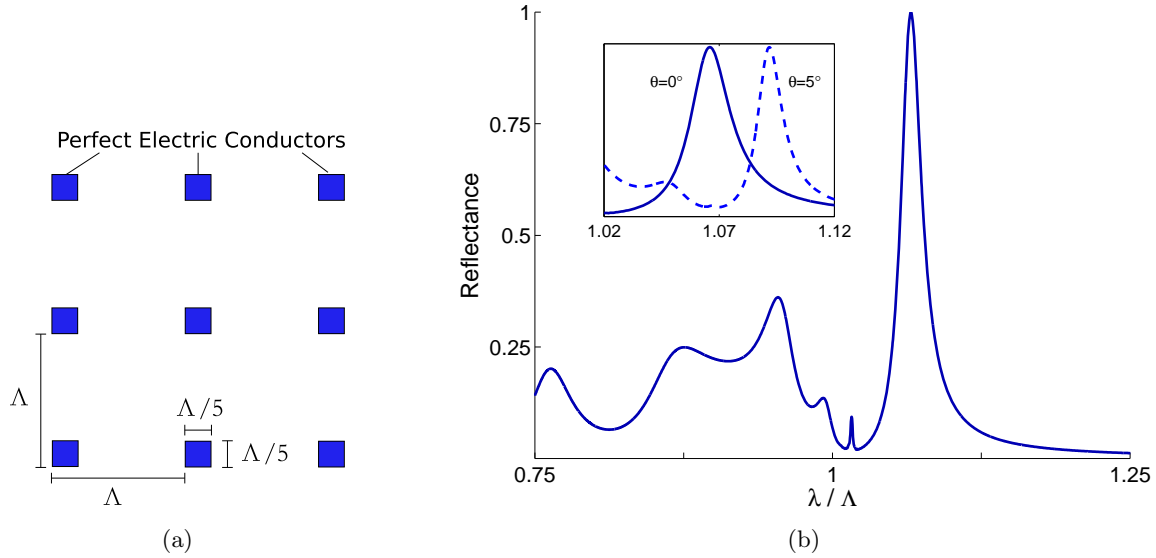 Perfect Electric Conductors
Λ
Λ/5
Λ/5
Λ
(a)
Reflectance
1
0.75
0.5
0.25
0.75
1
1.25
λ / Λ
θ=0°
θ=5°
1.02
1.07
1.12
(b)